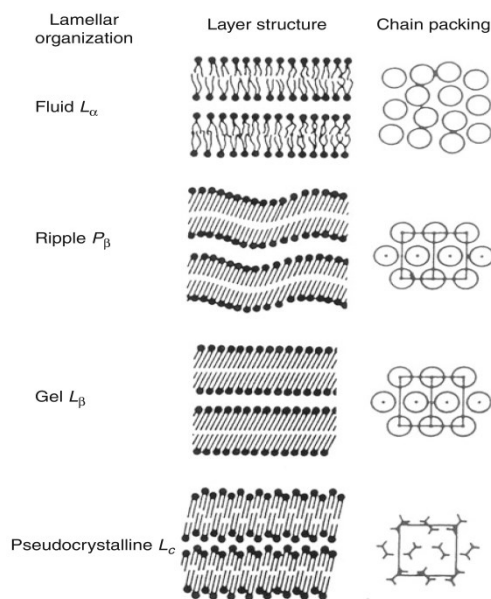 Lamellar organization
Layer structure
Chain packing
Fluid Lα
Ripple Pβ
Gel Lβ
Pseudocrystalline Lc